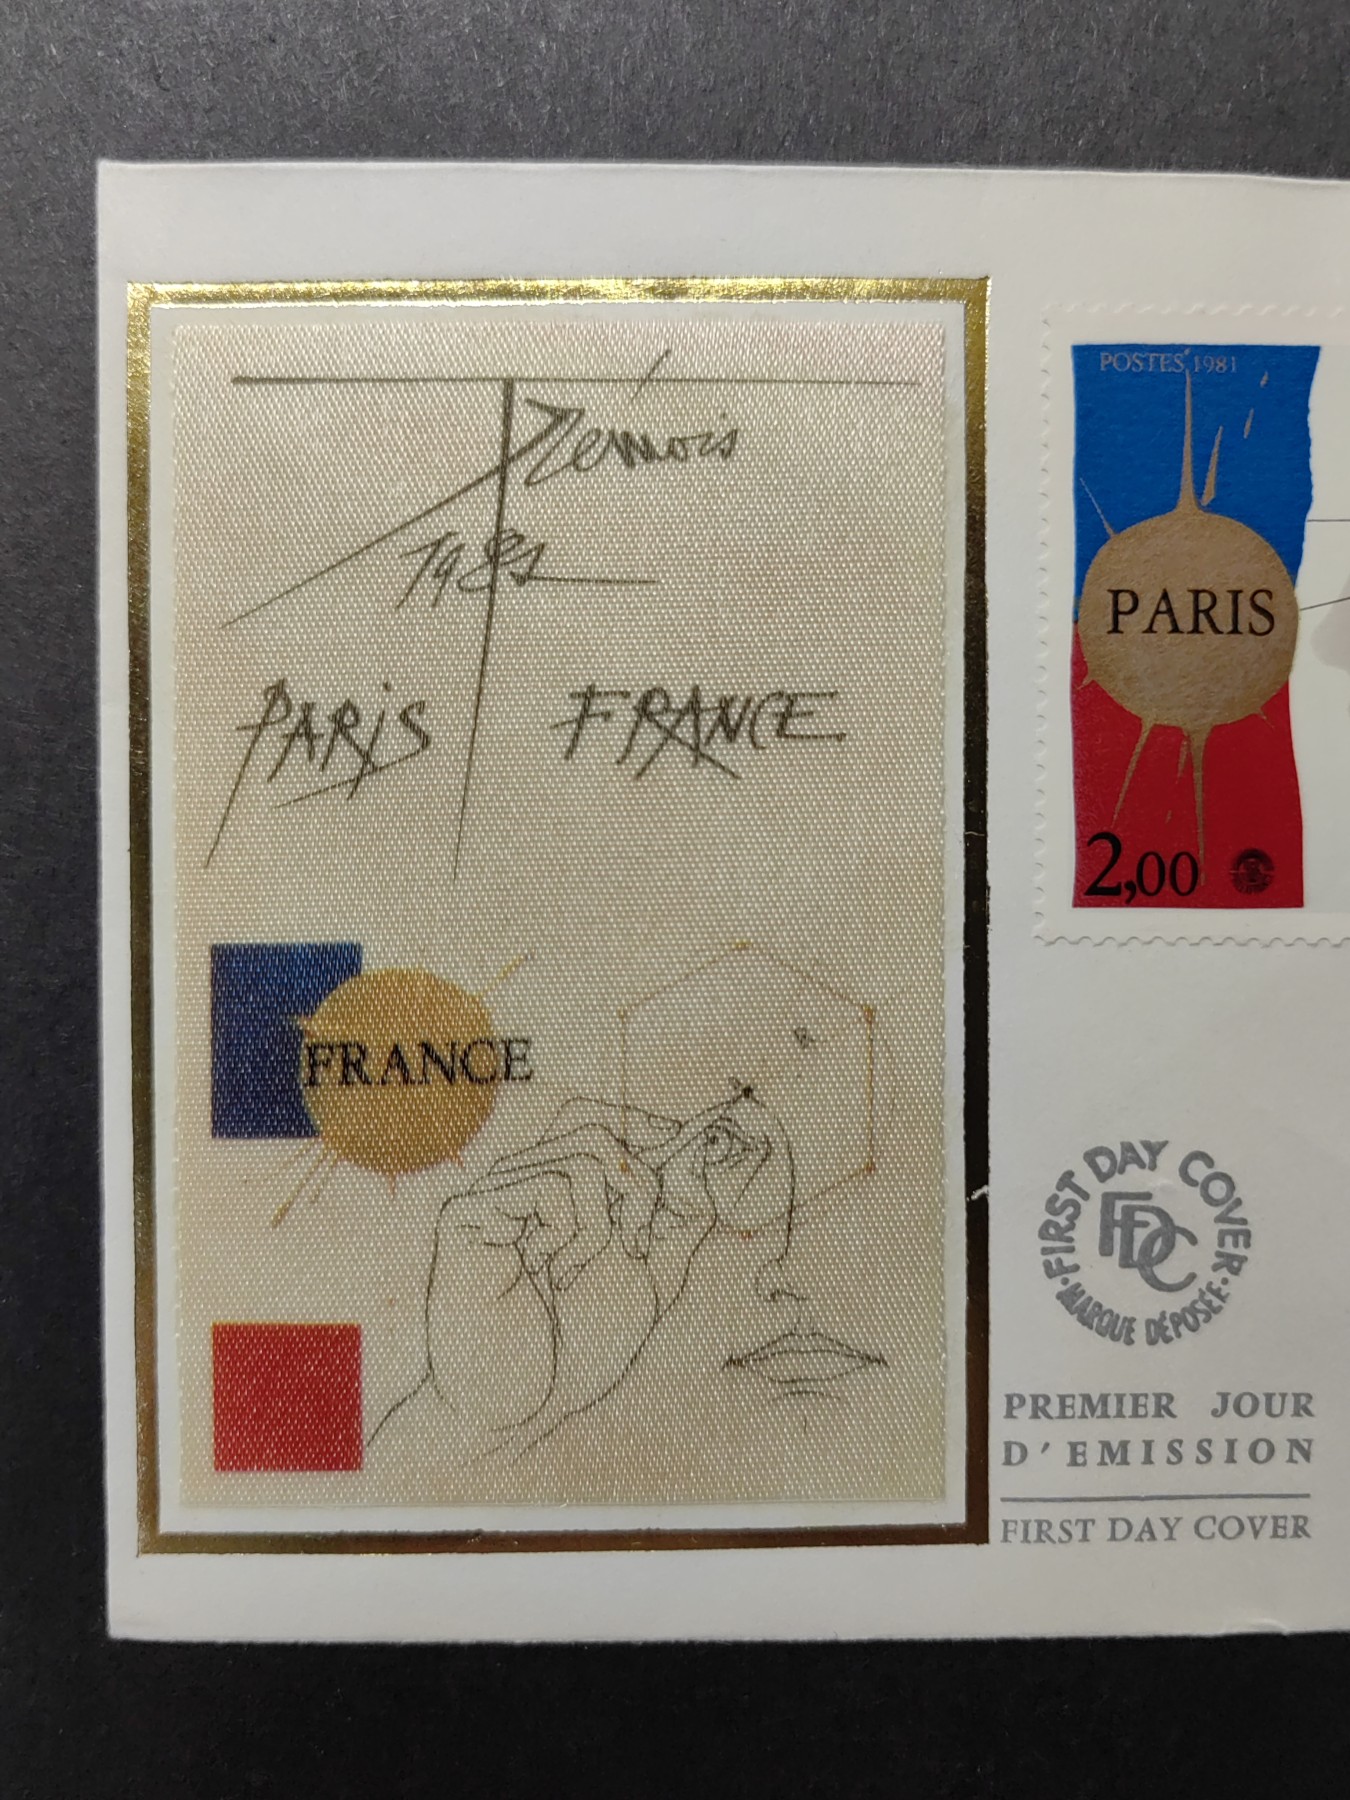 Trémois
1981
PARIS FRANCE
FRANCE
POSTES 1981
PARIS
2,00
FIRST DAY COVER
FDC
MARQUE DÉPOSÉE
PREMIER JOUR
D'EMISSION
FIRST DAY COVER